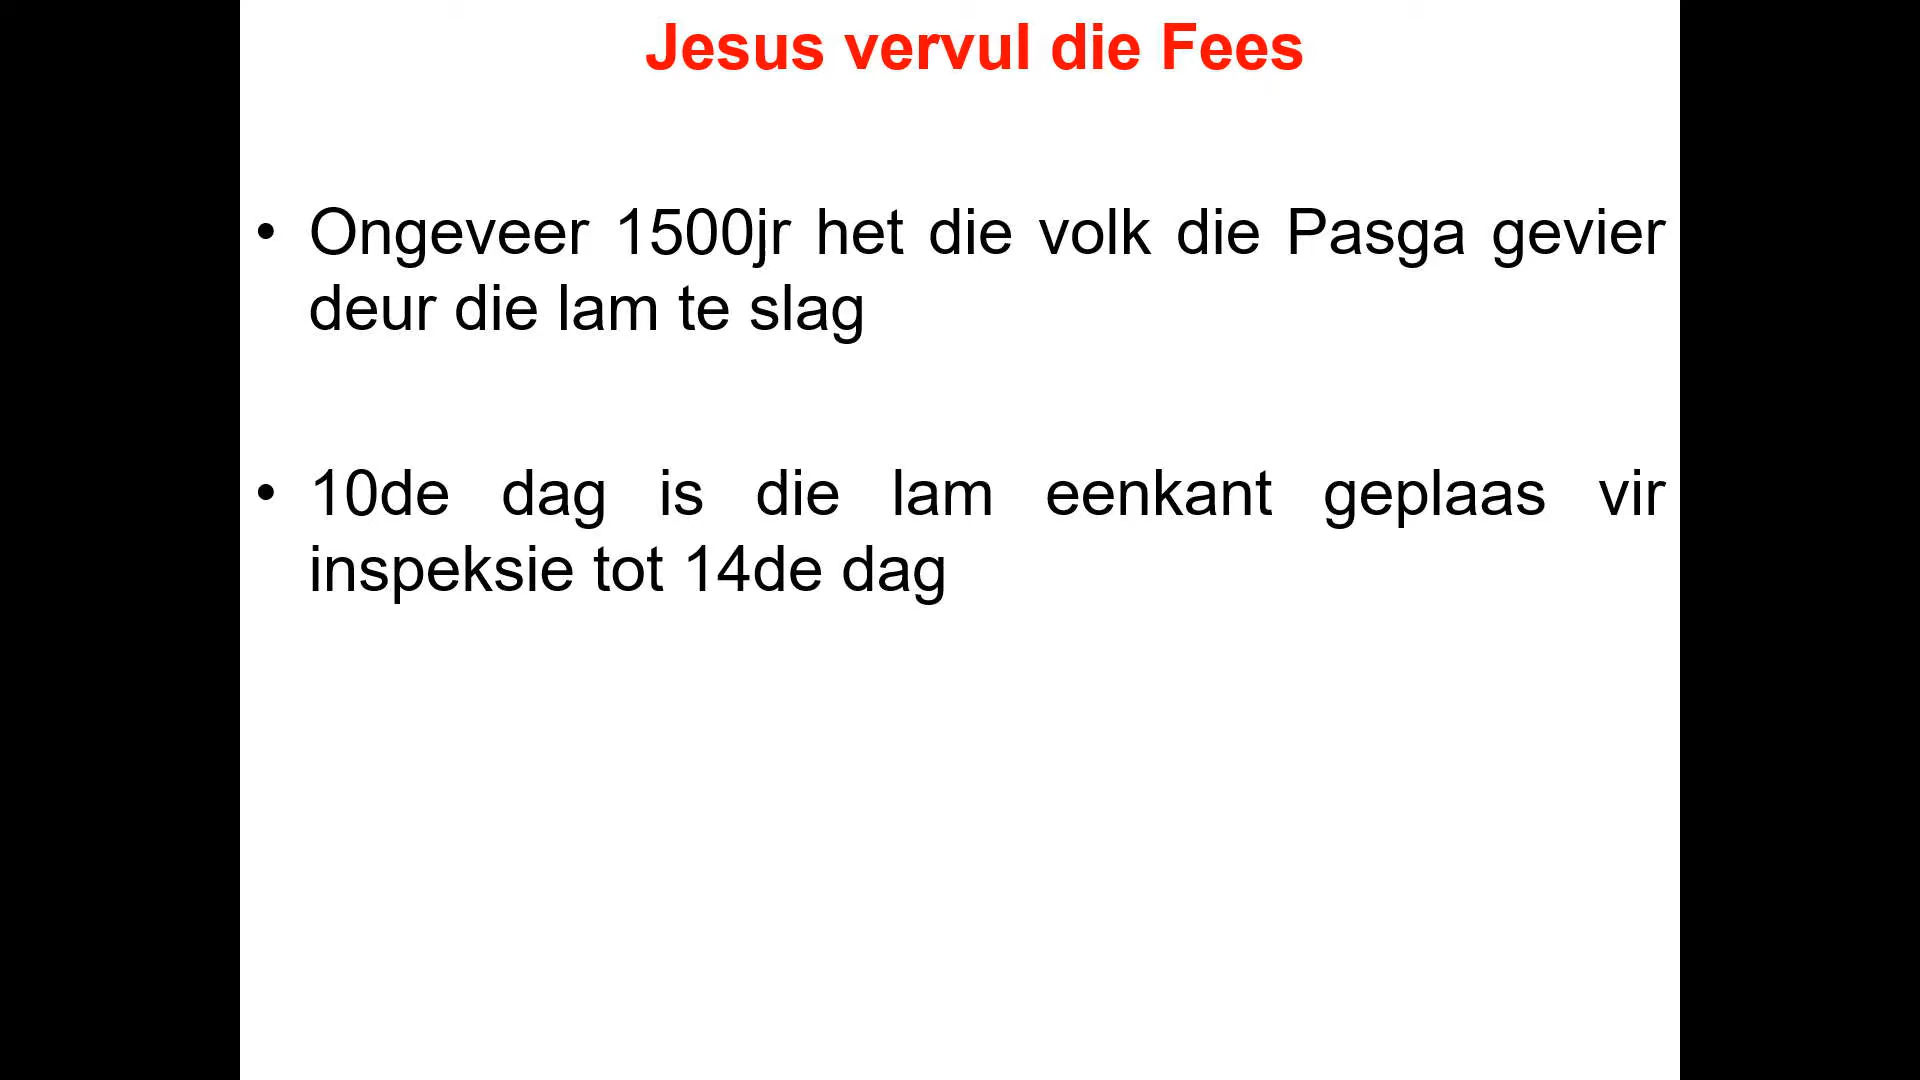 Jesus vervul die Fees
• Ongeveer 1500jr het die volk die Pasga gevier
deur die lam te slag
• 10de dag is die lam eenkant geplaas vir
inspeksie tot 14de dag